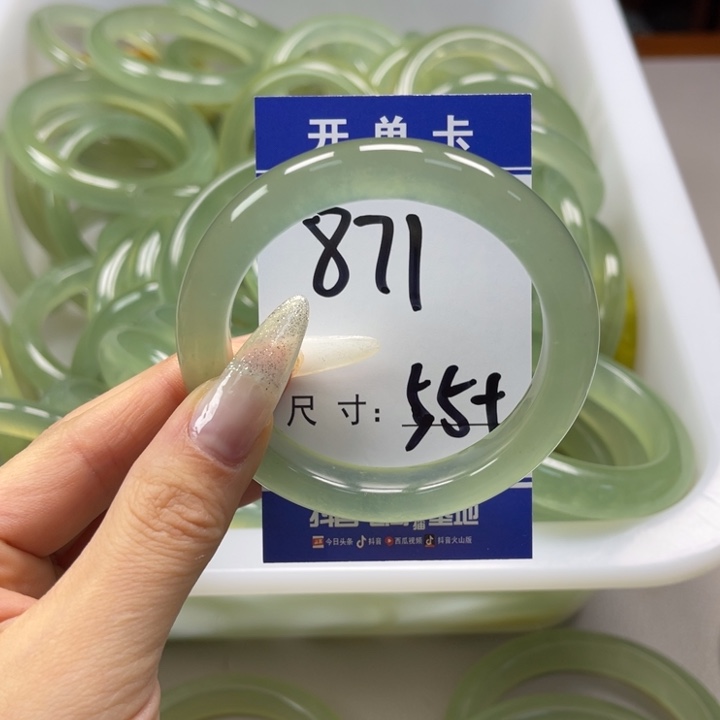 开单卡
871
尺寸: 55+
今日头条 抖音 西瓜视频 抖音火山版